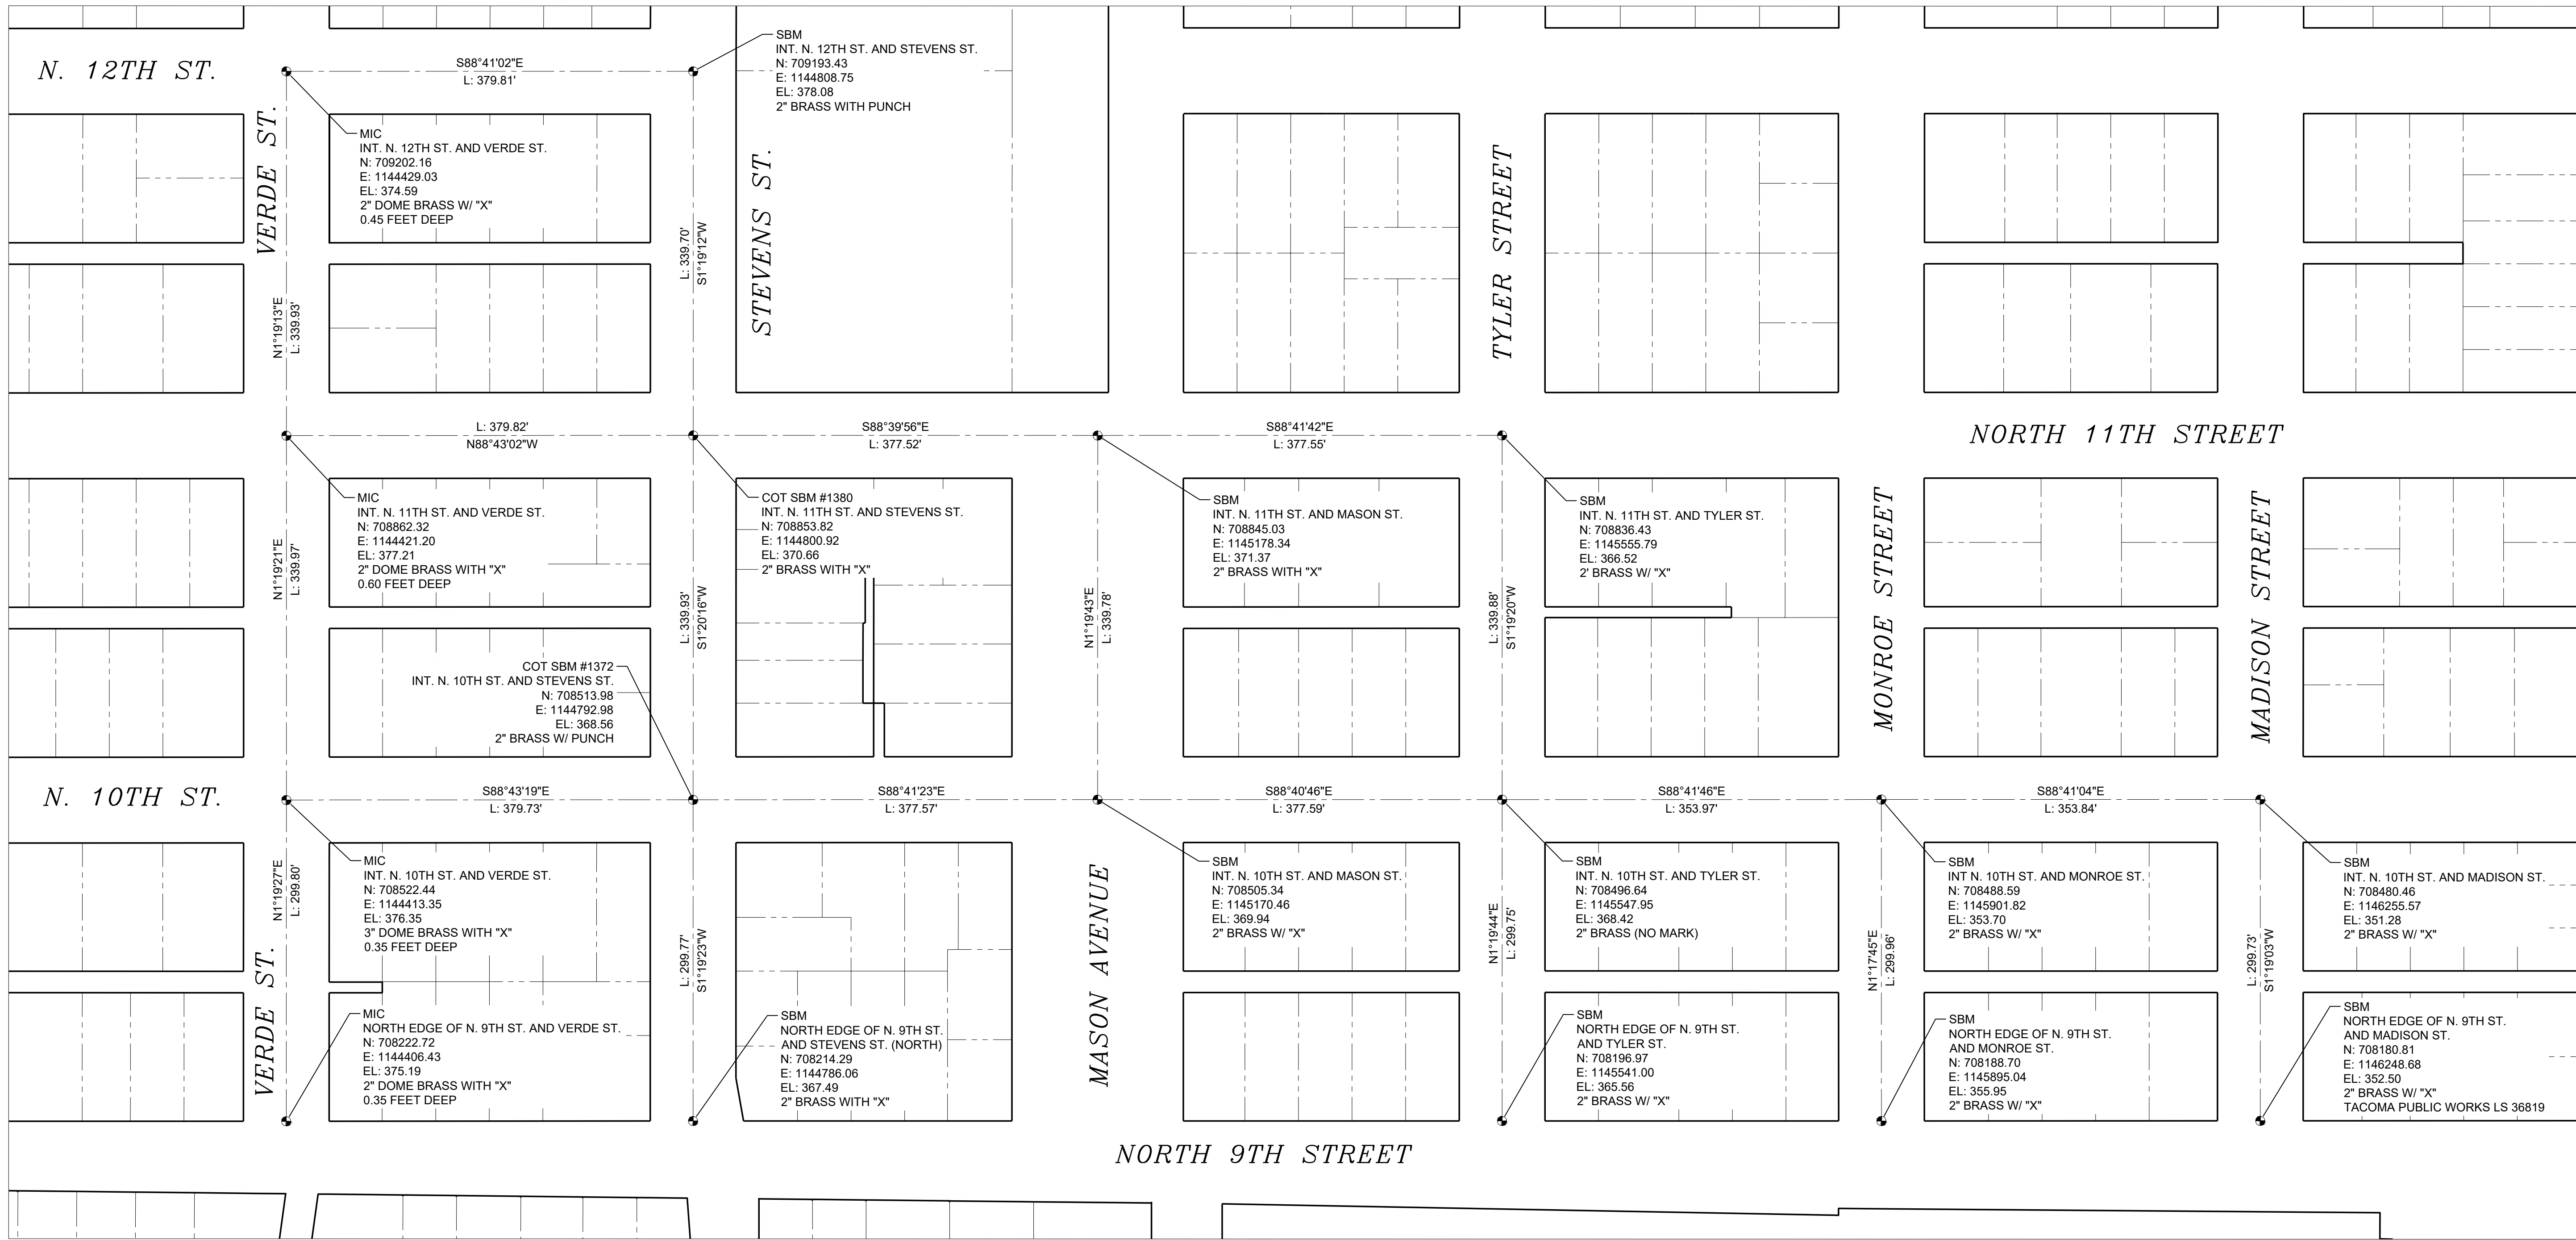 N. 12TH ST.
S88°41'02"E
L: 379.81'
SBM
INT. N. 12TH ST. AND STEVENS ST.
N: 709193.43
E: 1144808.75
EL: 378.08
2" BRASS WITH PUNCH
MIC
INT. N. 12TH ST. AND VERDE ST.
N: 709202.16
E: 1144429.03
EL: 374.59
2" DOME BRASS W/ "X"
0.45 FEET DEEP
VERDE ST.
N1°19'13"E
L: 339.93'
L: 339.70'
S1°19'12"W
STEVENS ST.
TYLER STREET
L: 379.82'
N88°43'02"W
S88°39'56"E
L: 377.52'
S88°41'42"E
L: 377.55'
NORTH 11TH STREET
MIC
INT. N. 11TH ST. AND VERDE ST.
N: 708862.32
E: 1144421.20
EL: 377.21
2" DOME BRASS WITH "X"
0.60 FEET DEEP
COT SBM #1380
INT. N. 11TH ST. AND STEVENS ST.
N: 708853.82
E: 1144800.92
EL: 370.66
2" BRASS WITH "X"
SBM
INT. N. 11TH ST. AND MASON ST.
N: 708845.03
E: 1145178.34
EL: 371.37
2" BRASS WITH "X"
SBM
INT. N. 11TH ST. AND TYLER ST.
N: 708836.43
E: 1145555.79
EL: 366.52
2' BRASS W/ "X"
N1°19'21"E
L: 339.97'
L: 339.93'
S1°20'16"W
N1°19'43"E
L: 339.78'
L: 339.88'
S1°19'20"W
MONROE STREET
MADISON STREET
COT SBM #1372
INT. N. 10TH ST. AND STEVENS ST.
N: 708513.98
E: 1144792.98
EL: 368.56
2" BRASS W/ PUNCH
N. 10TH ST.
S88°43'19"E
L: 379.73'
S88°41'23"E
L: 377.57'
S88°40'46"E
L: 377.59'
S88°41'46"E
L: 353.97'
S88°41'04"E
L: 353.84'
MIC
INT. N. 10TH ST. AND VERDE ST.
N: 708522.44
E: 1144413.35
EL: 376.35
3" DOME BRASS WITH "X"
0.35 FEET DEEP
SBM
INT. N. 10TH ST. AND MASON ST.
N: 708505.34
E: 1145170.46
EL: 369.94
2" BRASS W/ "X"
SBM
INT. N. 10TH ST. AND TYLER ST.
N: 708496.64
E: 1145547.95
EL: 368.42
2" BRASS (NO MARK)
SBM
INT N. 10TH ST. AND MONROE ST.
N: 708488.59
E: 1145901.82
EL: 353.70
2" BRASS W/ "X"
SBM
INT. N. 10TH ST. AND MADISON ST.
N: 708480.46
E: 1146255.57
EL: 351.28
2" BRASS W/ "X"
N1°19'27"E
L: 299.80'
L: 299.77'
S1°19'23"W
MASON AVENUE
N1°19'44"E
L: 299.75'
N1°17'45"E
L: 299.96'
L: 299.73'
S1°19'03"W
VERDE ST.
MIC
NORTH EDGE OF N. 9TH ST. AND VERDE ST.
N: 708222.72
E: 1144406.43
EL: 375.19
2" DOME BRASS WITH "X"
0.35 FEET DEEP
SBM
NORTH EDGE OF N. 9TH ST.
AND STEVENS ST. (NORTH)
N: 708214.29
E: 1144786.06
EL: 367.49
2" BRASS WITH "X"
SBM
NORTH EDGE OF N. 9TH ST.
AND TYLER ST.
N: 708196.97
E: 1145541.00
EL: 365.56
2" BRASS W/ "X"
SBM
NORTH EDGE OF N. 9TH ST.
AND MONROE ST.
N: 708188.70
E: 1145895.04
EL: 355.95
2" BRASS W/ "X"
SBM
NORTH EDGE OF N. 9TH ST.
AND MADISON ST.
N: 708180.81
E: 1146248.68
EL: 352.50
2" BRASS W/ "X"
TACOMA PUBLIC WORKS LS 36819
NORTH 9TH STREET